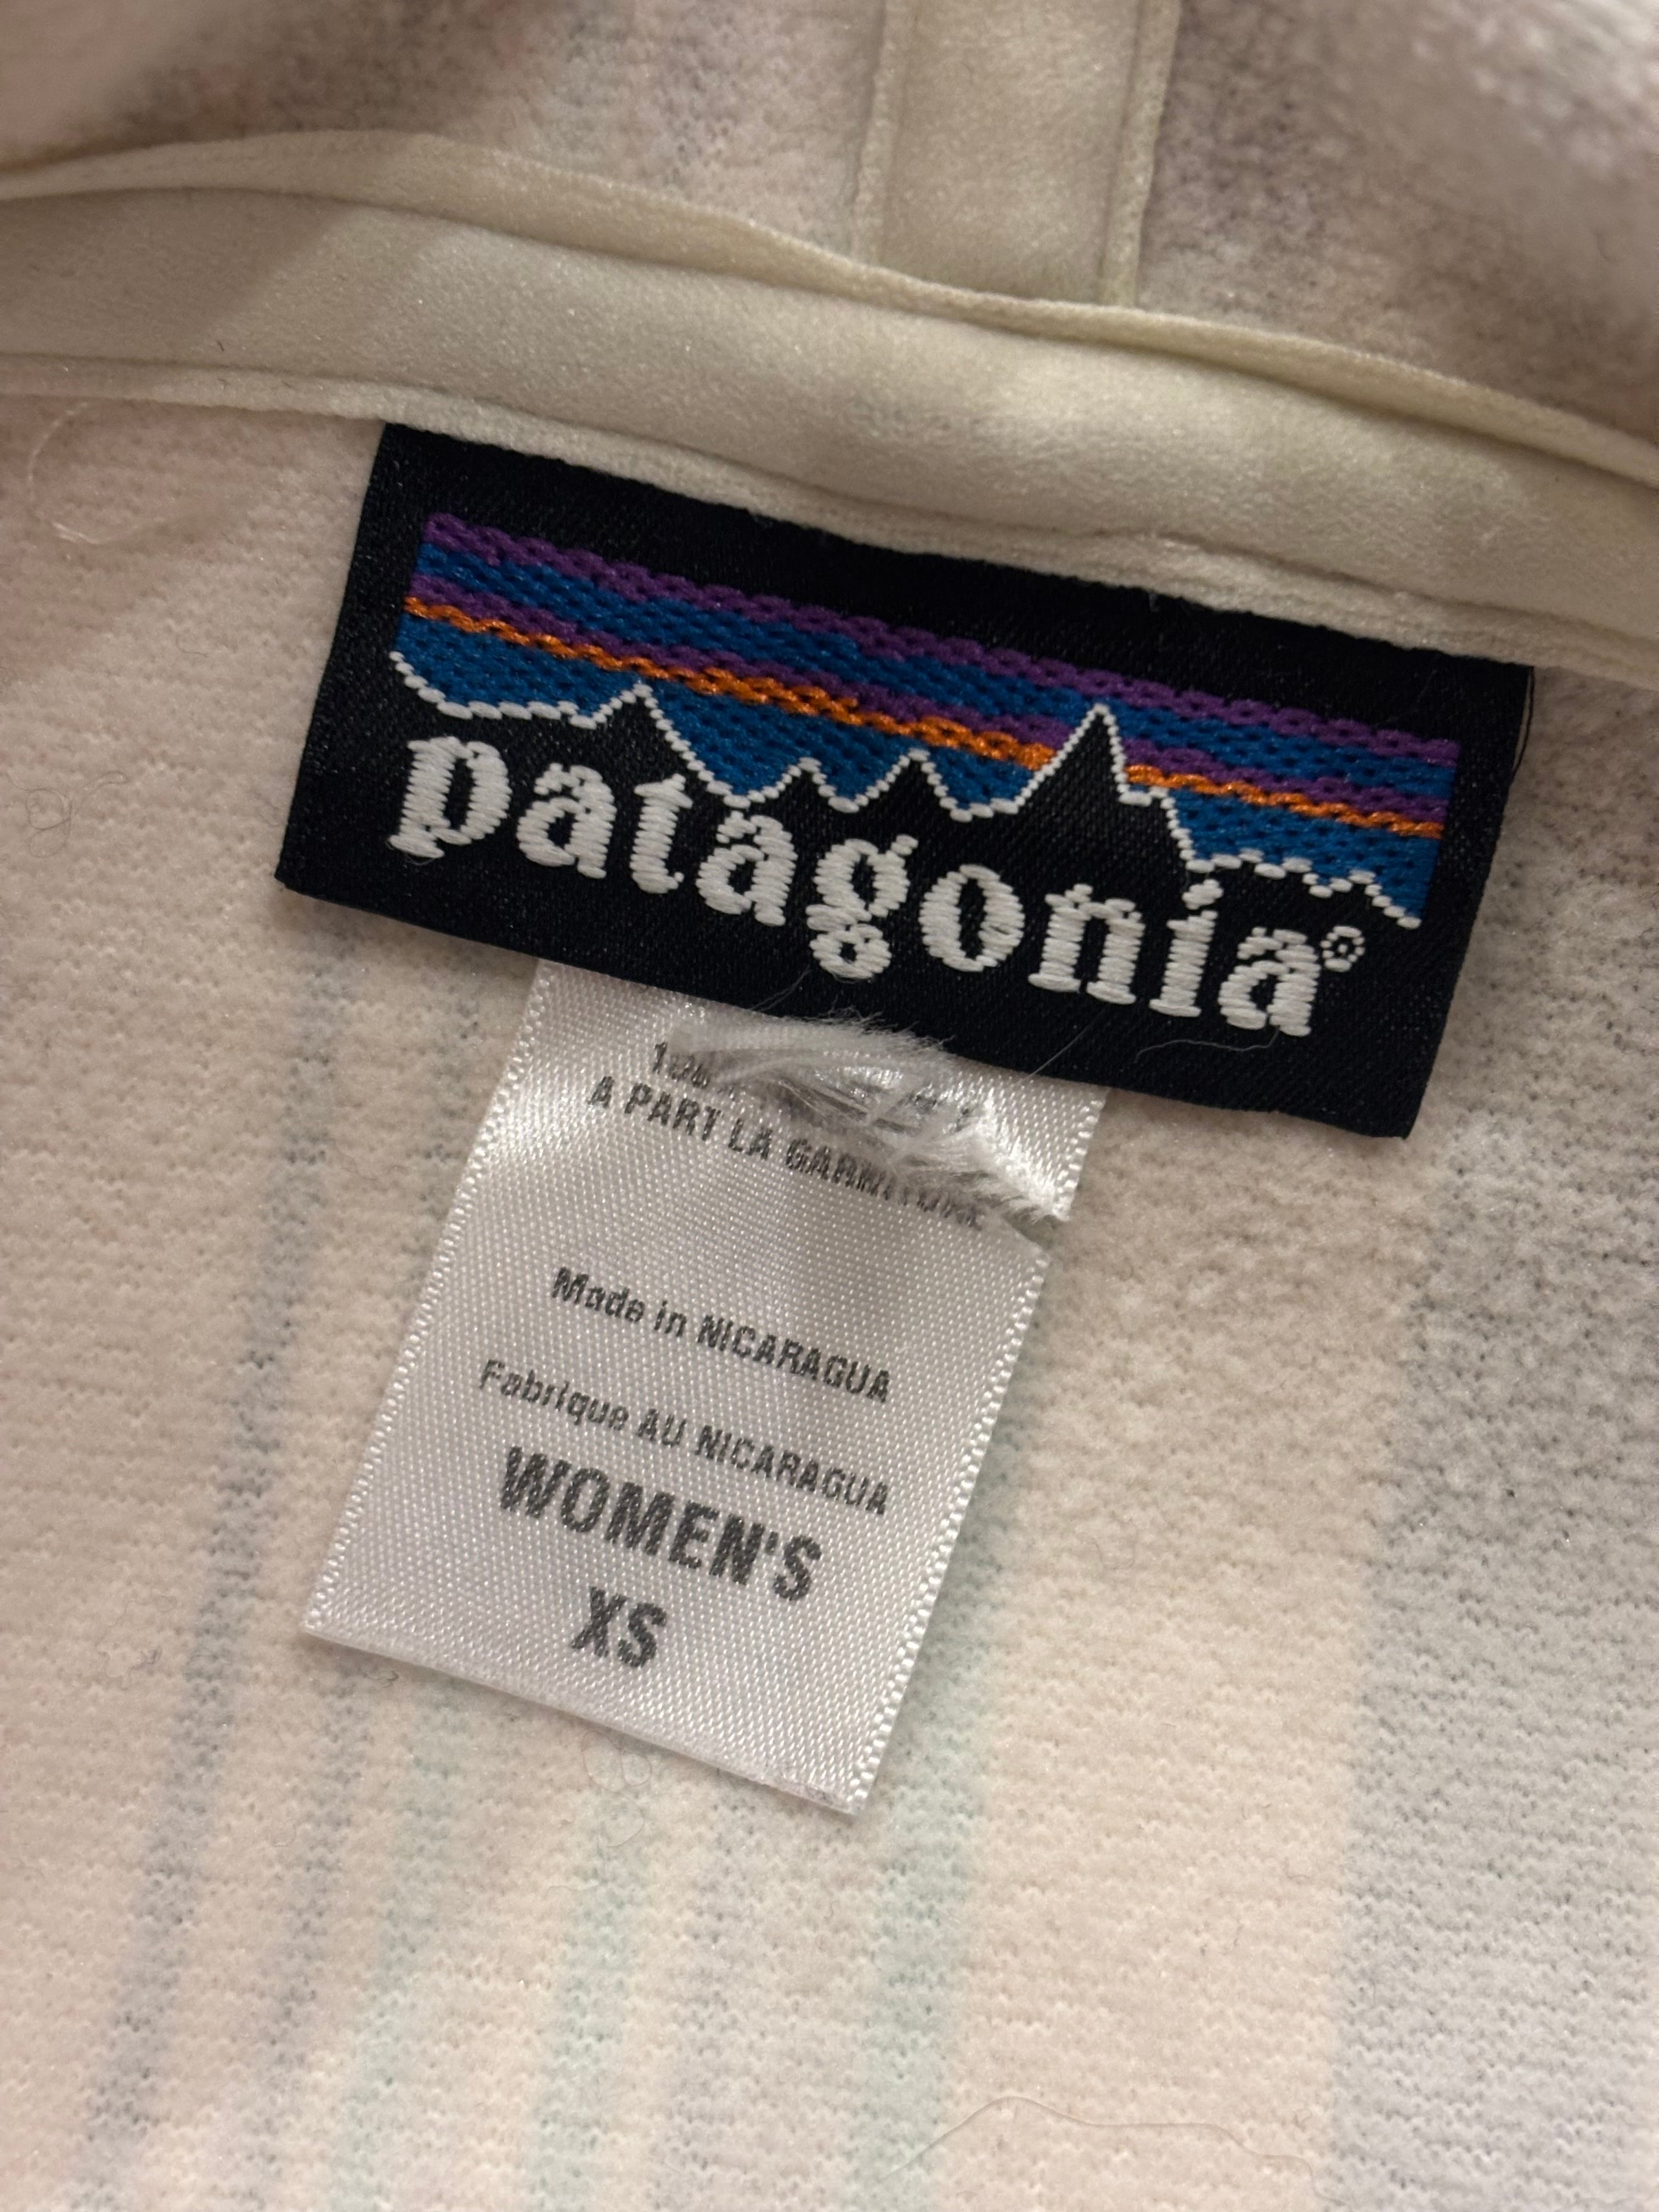 patagonia®
A PART LA GARNITURE
Made in NICARAGUA
Fabrique AU NICARAGUA
WOMEN'S
XS